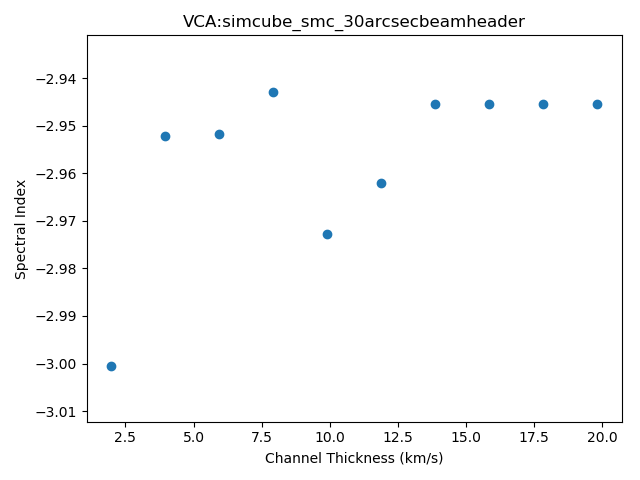 VCA:simcube_smc_30arcsecbeamheader
−2.94
−2.95
−2.96
−2.97
−2.98
−2.99
−3.00
−3.01
Spectral Index
2.5 5.0 7.5 10.0 12.5 15.0 17.5 20.0
Channel Thickness (km/s)